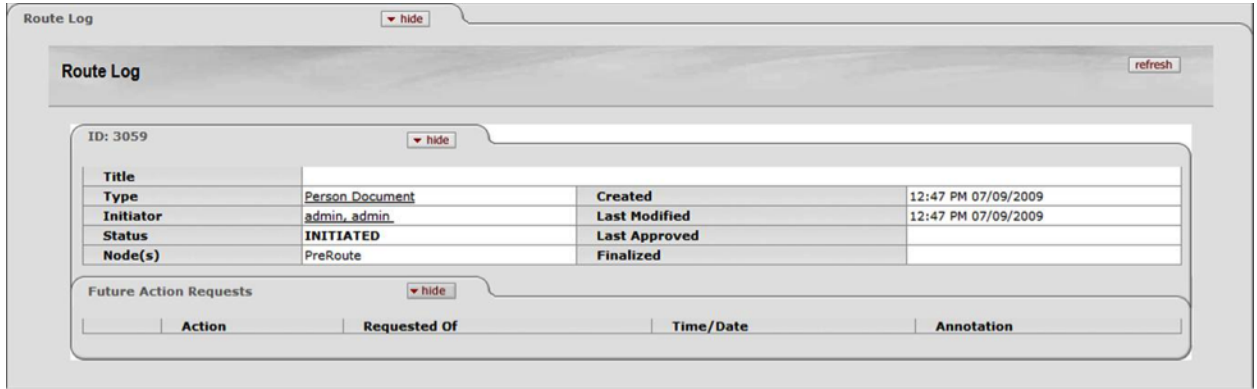 Route Log hide
Route Log refresh
ID: 3059 hide
Title
Type Person Document Created 12:47 PM 07/09/2009
Initiator admin, admin Last Modified 12:47 PM 07/09/2009
Status INITIATED Last Approved
Node(s) PreRoute Finalized
Future Action Requests hide
Action Requested Of Time/Date Annotation